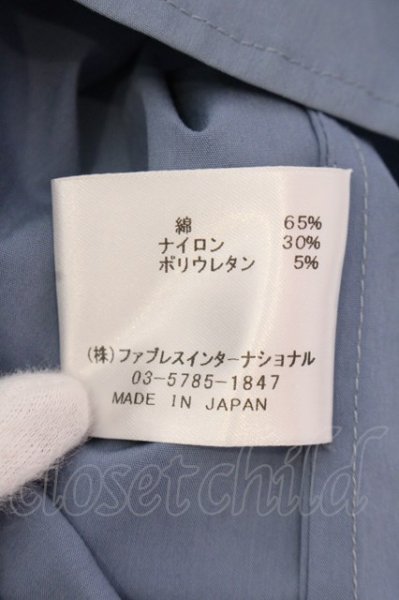 綿 65%
ナイロン 30%
ポリウレタン 5%
(株)ファブレスインターナショナル
03-5785-1847
MADE IN JAPAN
closetchild